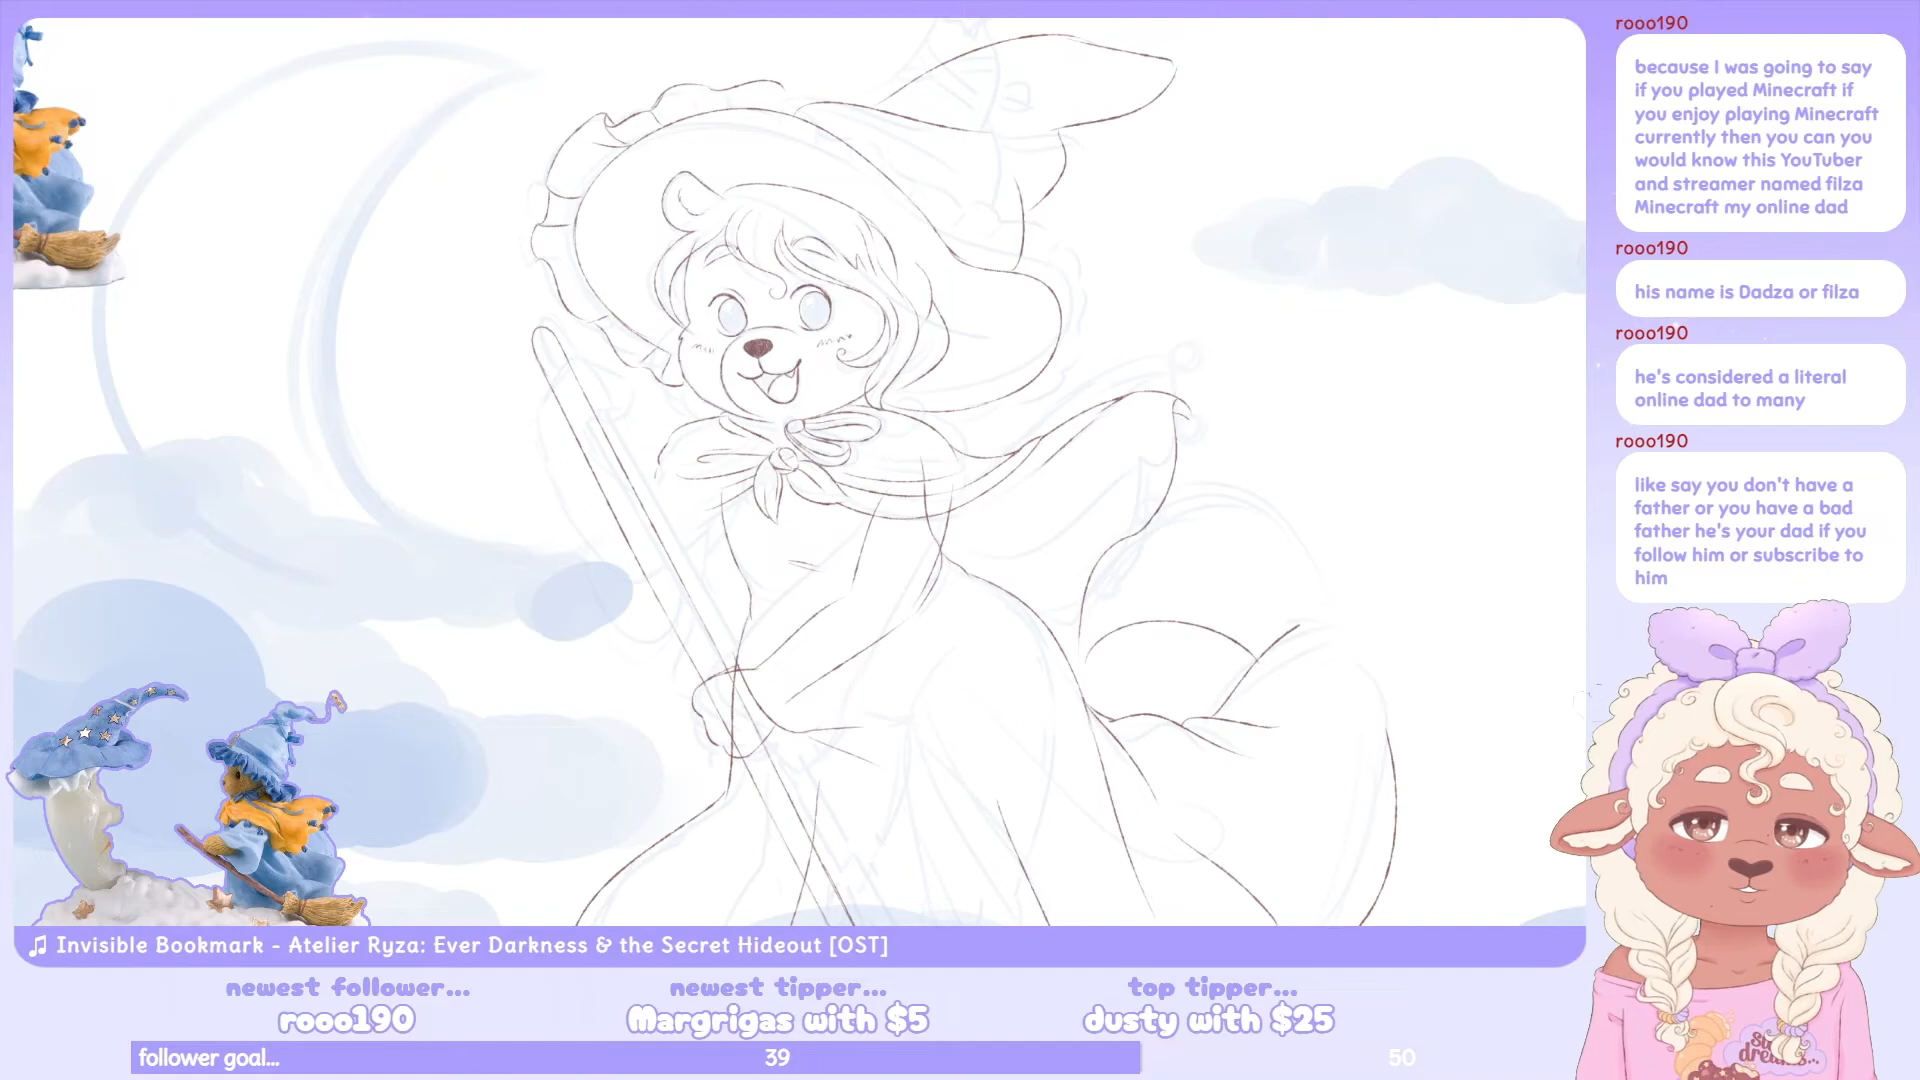 rooo190
because I was going to say
if you played Minecraft if
you enjoy playing Minecraft
currently then you can you
would know this YouTuber
and streamer named filza
Minecraft my online dad
rooo190
his name is Dadza or filza
rooo190
he's considered a literal
online dad to many
rooo190
like say you don't have a
father or you have a bad
father he's your dad if you
follow him or subscribe to
him
♫ Invisible Bookmark - Atelier Ryza: Ever Darkness & the Secret Hideout [OST]
newest follower...
rooo190
newest tipper...
Margrigas with $5
top tipper...
dusty with $25
follower goal...
39
50